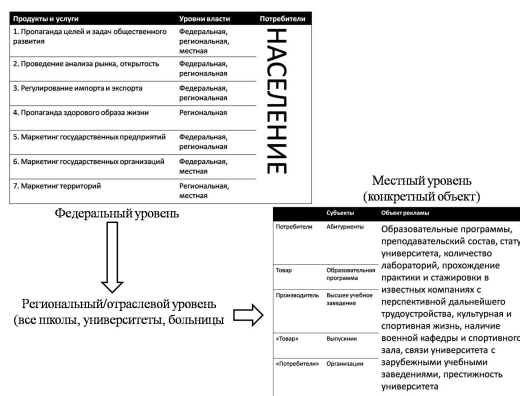 Продукты и услуги Уровни власти Потребители
1. Пропаганда целей и задач общественного
развития
Федеральная,
региональная,
местная
2. Проведение анализа рынка, открытость
Федеральная,
региональная
3. Регулирование импорта и экспорта
Федеральная,
региональная
4. Пропаганда здорового образа жизни
Региональная
5. Маркетинг государственных предприятий
Федеральная,
региональная
6. Маркетинг государственных организаций
Федеральная,
местная
7. Маркетинг территорий
Региональная,
местная
НАСЕЛЕНИЕ
Федеральный уровень
Региональный/отраслевой уровень
(все школы, университеты, больницы
Местный уровень
(конкретный объект)
Субъекты Объект рекламы
Потребители Абитуриенты
Товар Образовательная
программа
Производитель Высшее учебное
заведение
«Товар» Выпускник
«Потребители» Организации
Образовательные программы,
преподавательский состав, стату
университета, количество
лабораторий, прохождение
практики и стажировки в
известных компаниях с
перспективной дальнейшего
трудоустройства, культурная и
спортивная жизнь, наличие
военной кафедры и спортивного
зала, связи университета с
зарубежными учебными
заведениями, престижность
университета